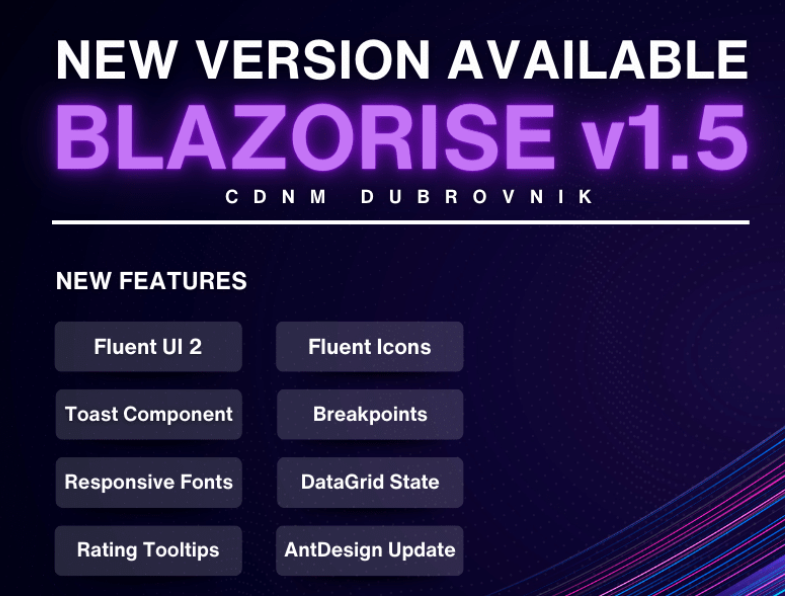 NEW VERSION AVAILABLE
BLAZORISE v1.5
CDNM DUBROVNIK
NEW FEATURES
Fluent UI 2
Fluent Icons
Toast Component
Breakpoints
Responsive Fonts
DataGrid State
Rating Tooltips
AntDesign Update